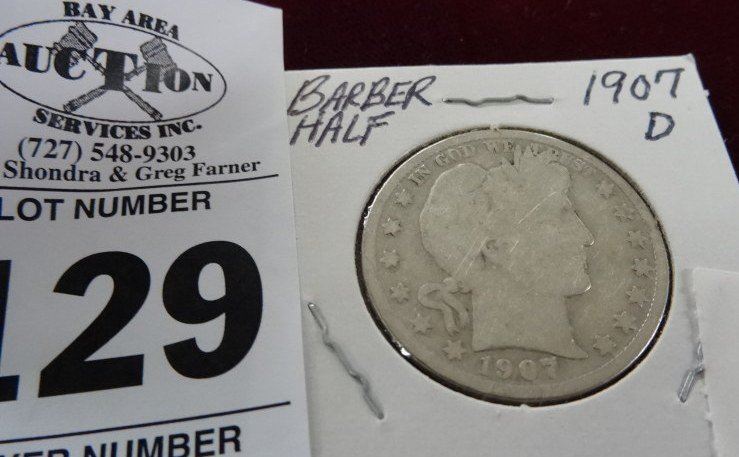 BAY AREA
AUCTION
SERVICES INC.
(727) 548-9303
Shondra & Greg Farner
LOT NUMBER
129
NUMBER
BARBER
HALF
1907
D
IN GOD WE TRUST
1907